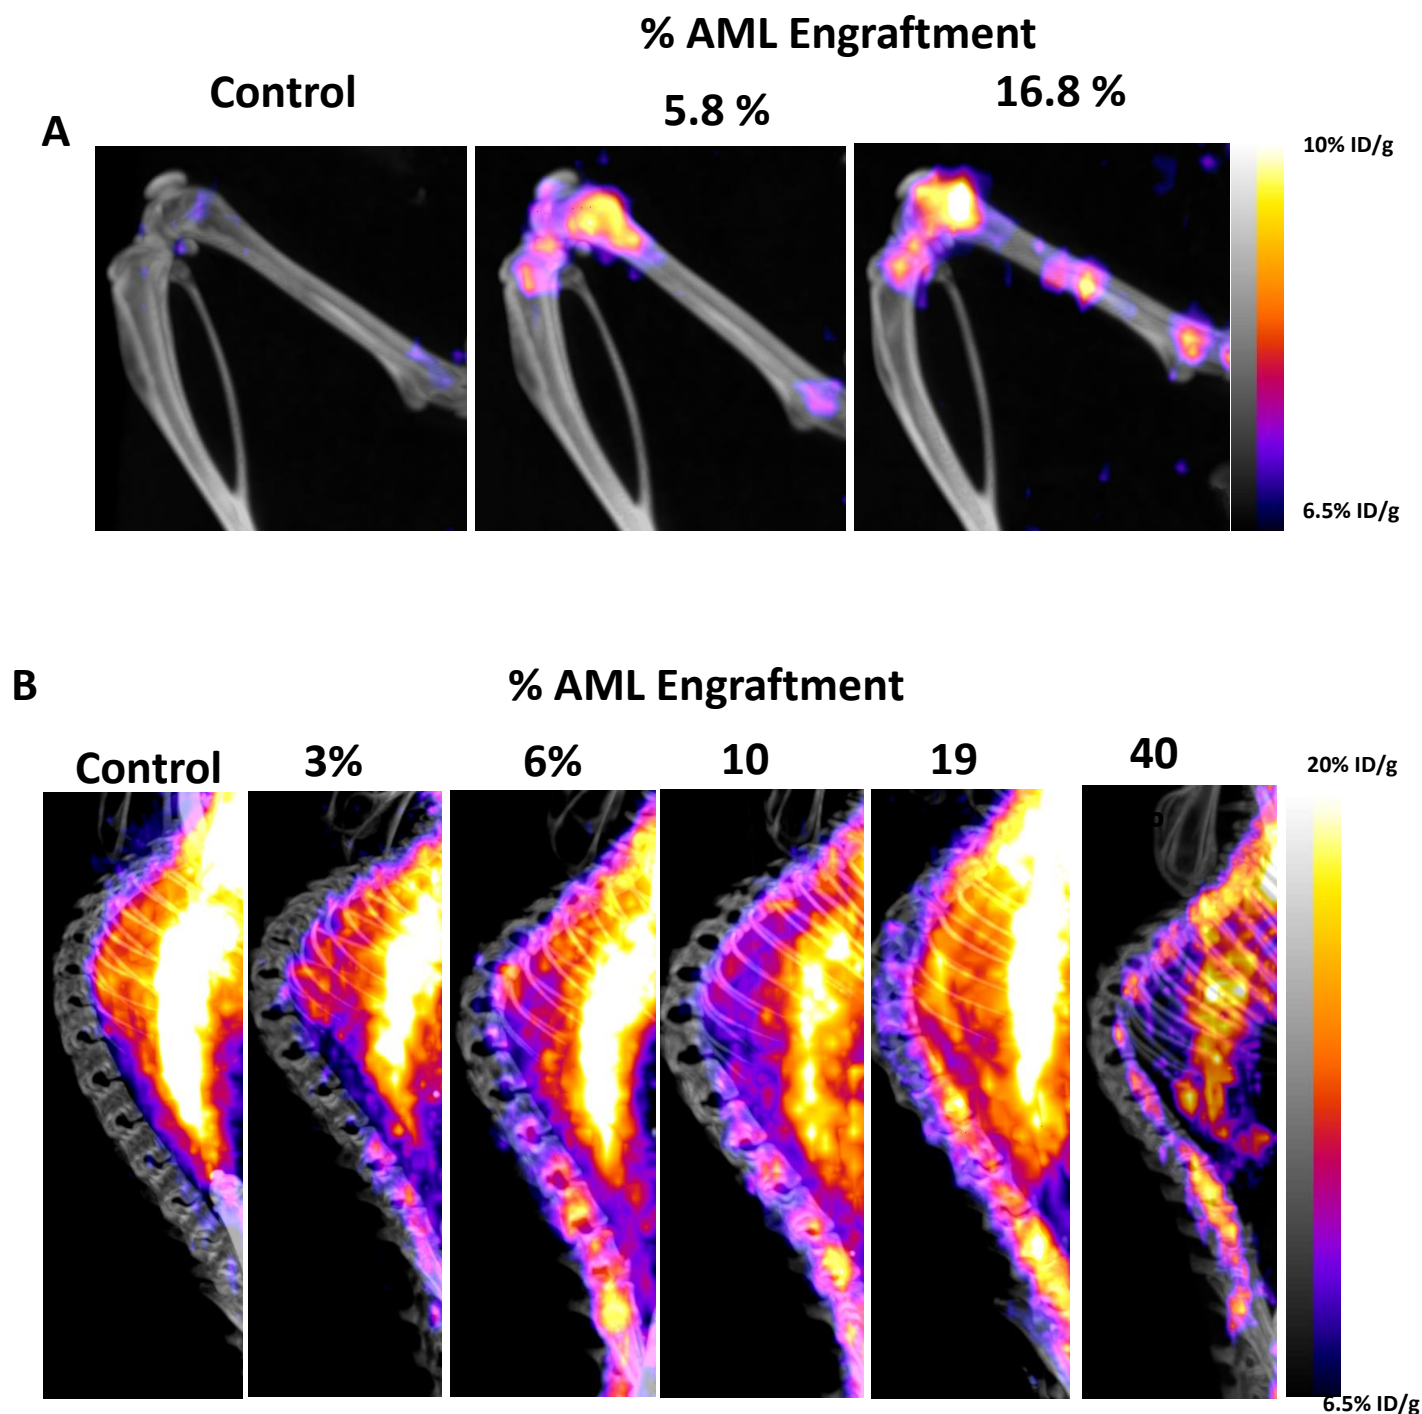 % AML Engraftment
Control
5.8 %
16.8 %
A
10% ID/g
6.5% ID/g
B
% AML Engraftment
Control
3%
6%
10
19
40
20% ID/g
6.5% ID/g